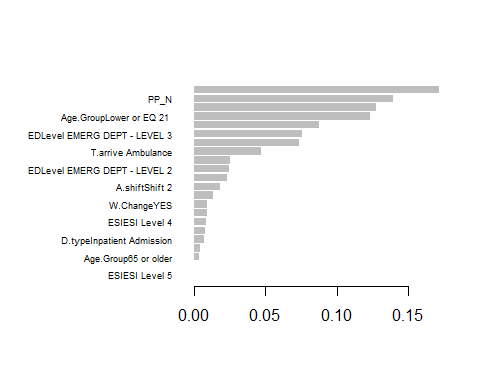 PP_N
Age.GroupLower or EQ 21
EDLevel EMERG DEPT - LEVEL 3
T.arrive Ambulance
EDLevel EMERG DEPT - LEVEL 2
A.shiftShift 2
W.ChangeYES
ESIESI Level 4
D.typeInpatient Admission
Age.Group65 or older
ESIESI Level 5
0.00 0.05 0.10 0.15